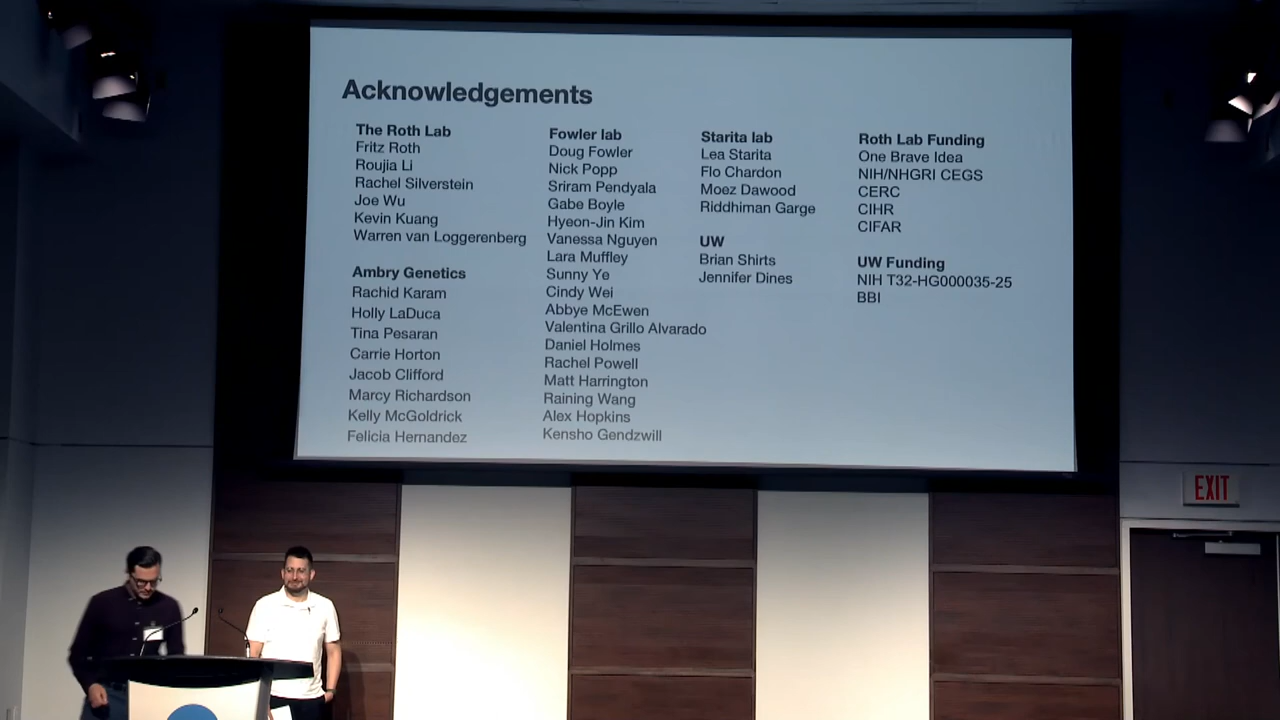 Acknowledgements
The Roth Lab
Fritz Roth
Roujia Li
Rachel Silverstein
Joe Wu
Kevin Kuang
Warren van Loggerenberg
Ambry Genetics
Rachid Karam
Holly LaDuca
Tina Pesaran
Carrie Horton
Jacob Clifford
Marcy Richardson
Kelly McGoldrick
Felicia Hernandez
Fowler lab
Doug Fowler
Nick Popp
Sriram Pendyala
Gabe Boyle
Hyeon-Jin Kim
Vanessa Nguyen
Lara Muffley
Sunny Ye
Cindy Wei
Abbye McEwen
Valentina Grillo Alvarado
Daniel Holmes
Rachel Powell
Matt Harrington
Raining Wang
Alex Hopkins
Kensho Gendzwill
Starita lab
Lea Starita
Flo Chardon
Moez Dawood
Riddhiman Garge
UW
Brian Shirts
Jennifer Dines
Roth Lab Funding
One Brave Idea
NIH/NHGRI CEGS
CERC
CIHR
CIFAR
UW Funding
NIH T32-HG000035-25
BBI
EXIT